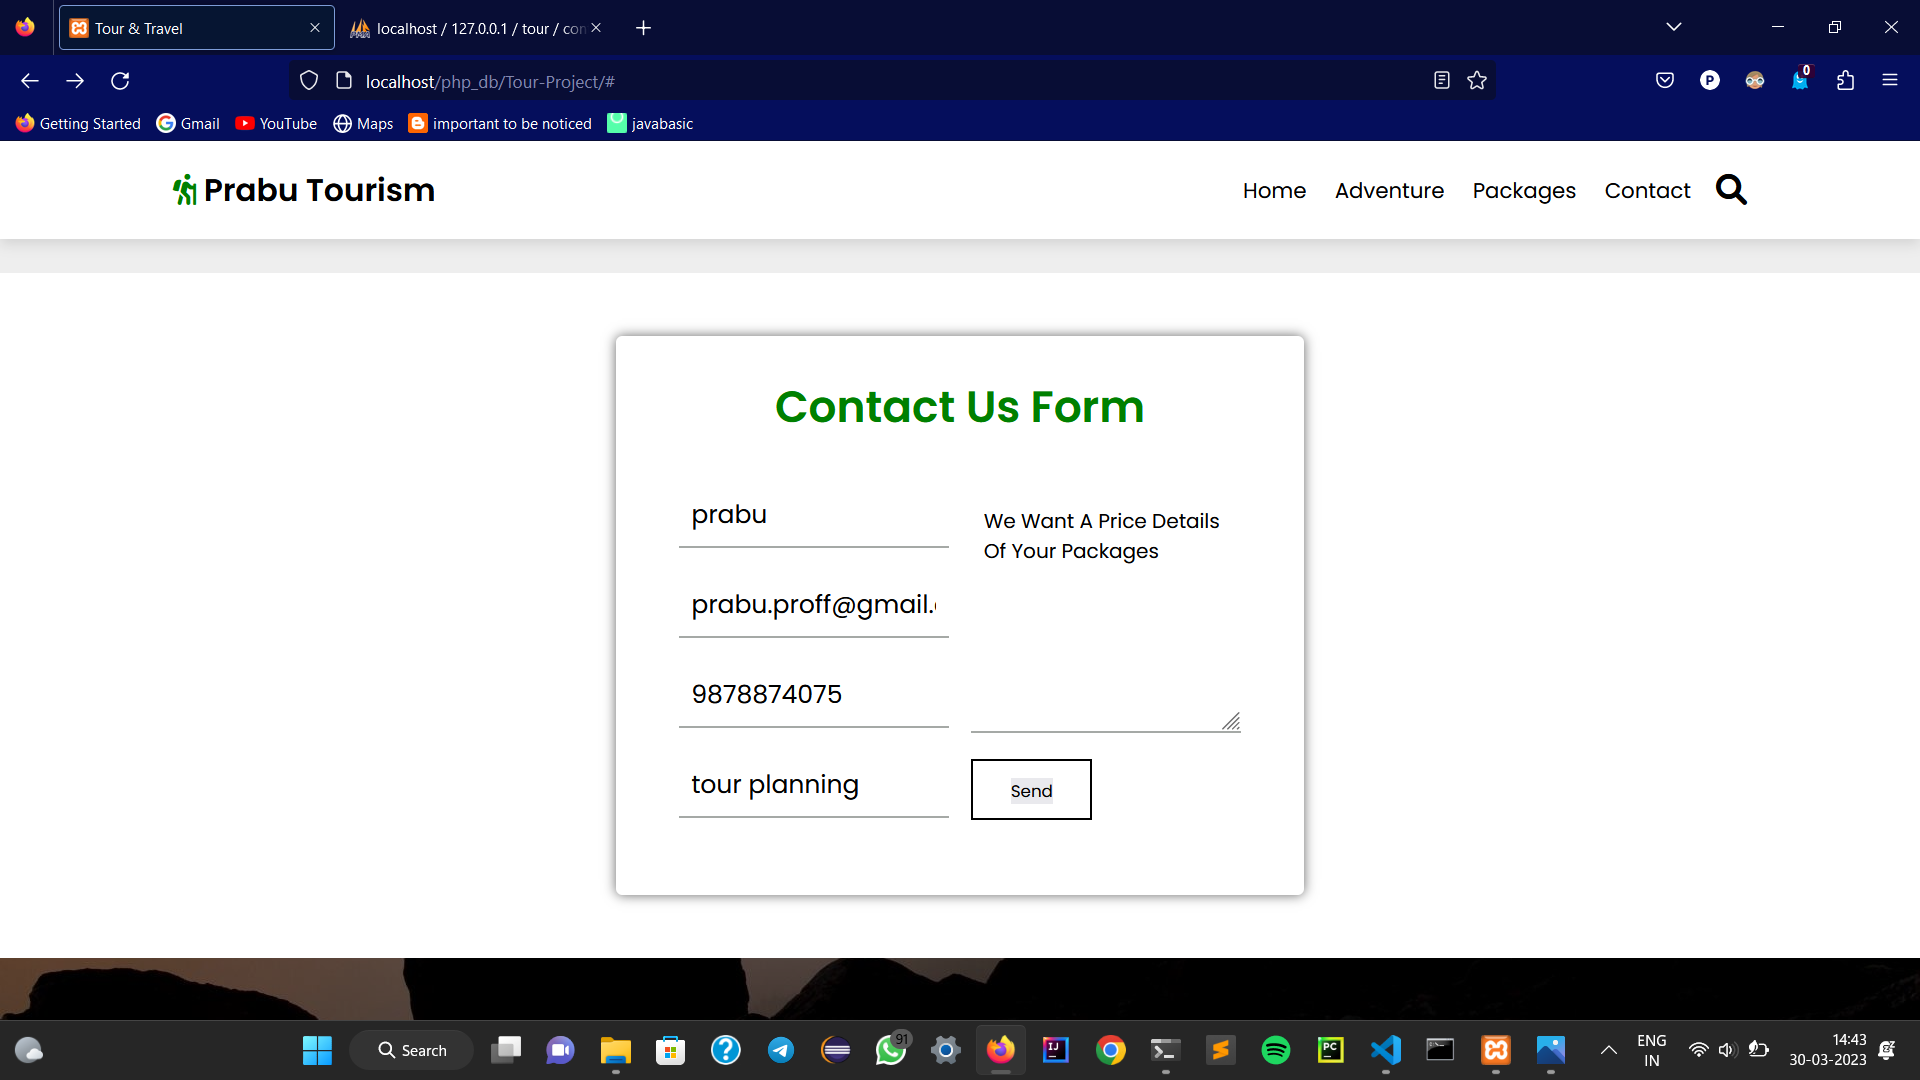 Tour & Travel
localhost / 127.0.0.1 / tour / con
localhost/php_db/Tour-Project/#
P
0
Getting Started
Gmail
YouTube
Maps
important to be noticed
javabasic
Prabu Tourism
Home
Adventure
Packages
Contact
Contact Us Form
prabu
We Want A Price Details
Of Your Packages
prabu.proff@gmail.
9878874075
tour planning
Send
Search
91
IJ
PC
ENG
IN
14:43
30-03-2023